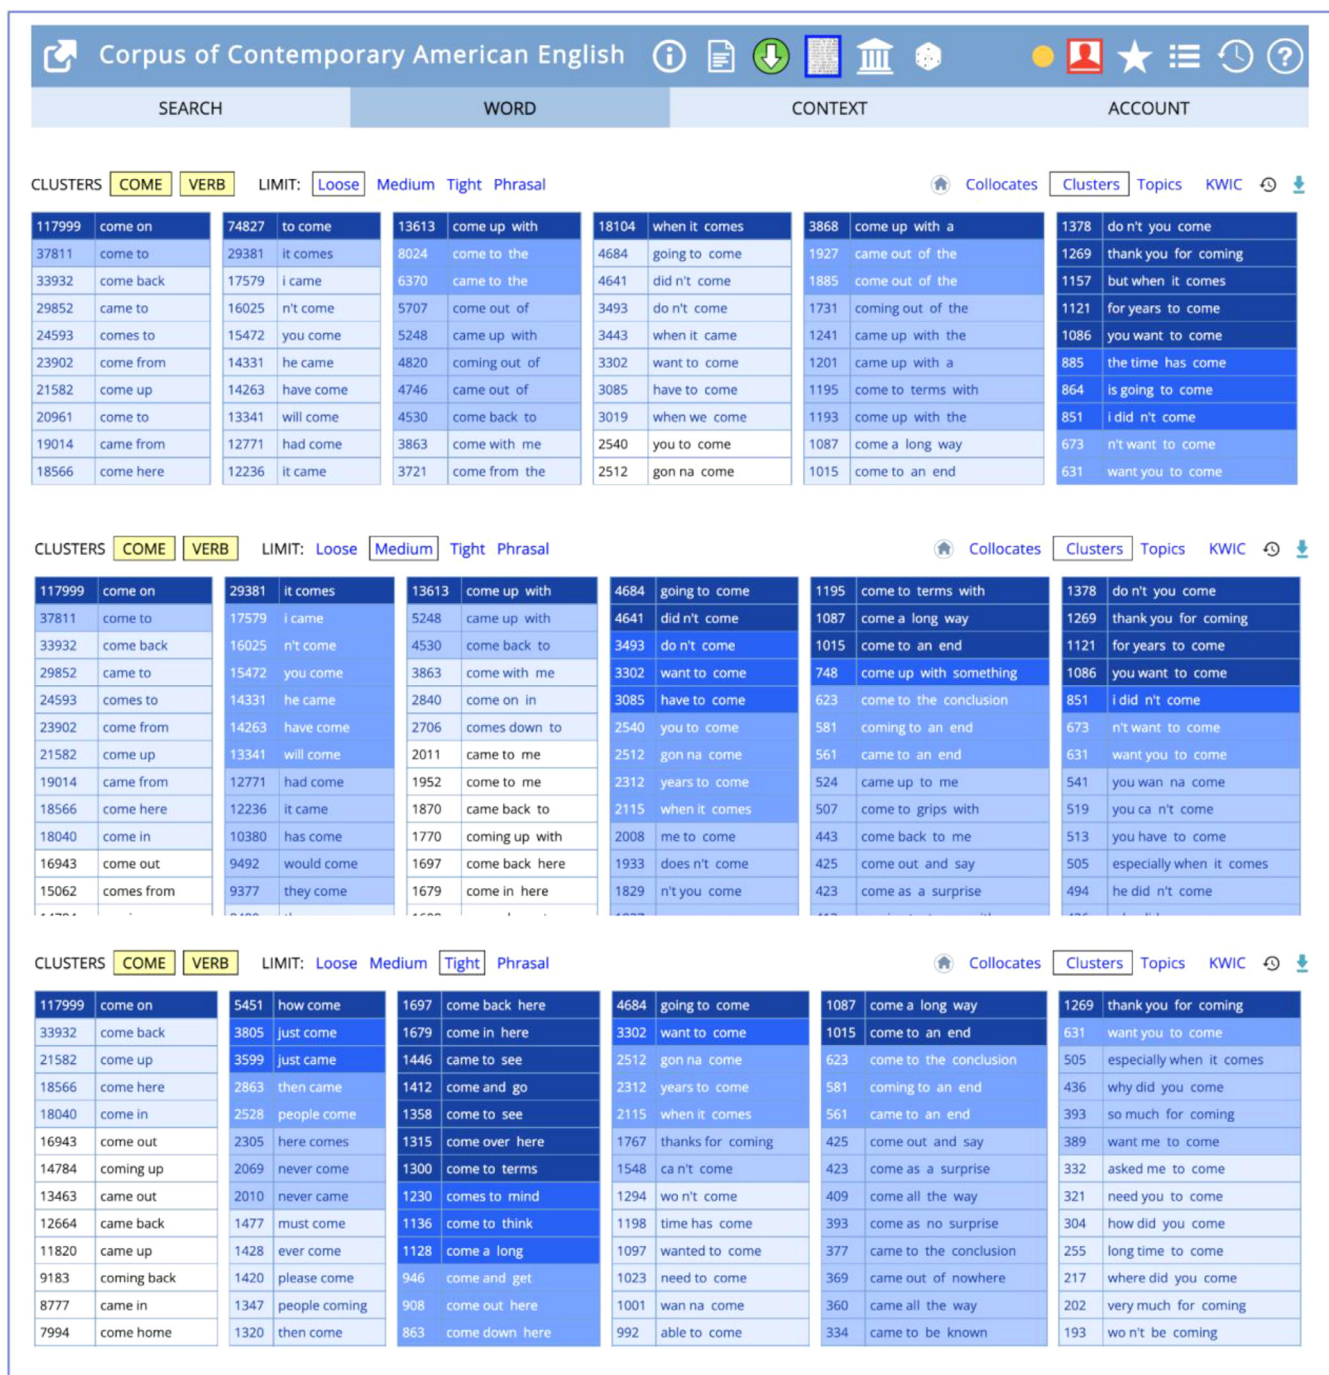 Corpus of Contemporary American English
SEARCH WORD CONTEXT ACCOUNT
CLUSTERS COME VERB LIMIT: Loose Medium Tight Phrasal Collocates Clusters Topics KWIC
117999 come on 74827 to come 13613 come up with 18104 when it comes 3868 come up with a 1378 do n't you come
37811 come to 29381 it comes 8024 come to the 4684 going to come 1927 came out of the 1269 thank you for coming
33932 come back 17579 i came 6370 came to the 4641 did n't come 1885 come out of the 1157 but when it comes
29852 came to 16025 n't come 5707 come out of 3493 do n't come 1731 coming out of the 1121 for years to come
24593 comes to 15472 you come 5248 came up with 3443 when it came 1241 came up with the 1086 you want to come
23902 come from 14331 he came 4820 coming out of 3302 want to come 1201 came up with a 885 the time has come
21582 come up 14263 have come 4746 came out of 3085 have to come 1195 come to terms with 864 is going to come
20961 come to 13341 will come 4530 come back to 3019 when we come 1193 come up with the 851 i did n't come
19014 came from 12771 had come 3863 come with me 2540 you to come 1087 come a long way 673 n't want to come
18566 come here 12236 it came 3721 come from the 2512 gon na come 1015 come to an end 631 want you to come
CLUSTERS COME VERB LIMIT: Loose Medium Tight Phrasal Collocates Clusters Topics KWIC
117999 come on 29381 it comes 13613 come up with 4684 going to come 1195 come to terms with 1378 do n't you come
37811 come to 17579 i came 5248 came up with 4641 did n't come 1087 come a long way 1269 thank you for coming
33932 come back 16025 n't come 4530 come back to 3493 do n't come 1015 come to an end 1121 for years to come
29852 came to 15472 you come 3863 come with me 3302 want to come 748 come up with something 1086 you want to come
24593 comes to 14331 he came 2840 come on in 3085 have to come 623 come to the conclusion 851 i did n't come
23902 come from 14263 have come 2706 comes down to 2540 you to come 581 coming to an end 673 n't want to come
21582 come up 13341 will come 2011 came to me 2512 gon na come 561 came to an end 631 want you to come
19014 came from 12771 had come 1952 come to me 2312 years to come 524 came up to me 541 you wan na come
18566 come here 12236 it came 1870 came back to 2115 when it comes 507 come to grips with 519 you ca n't come
18040 come in 10380 has come 1770 coming up with 2008 me to come 443 come back to me 513 you have to come
16943 come out 9492 would come 1697 come back here 1933 does n't come 425 come out and say 505 especially when it comes
15062 comes from 9377 they come 1679 come in here 1829 n't you come 423 come as a surprise 494 he did n't come
CLUSTERS COME VERB LIMIT: Loose Medium Tight Phrasal Collocates Clusters Topics KWIC
117999 come on 5451 how come 1697 come back here 4684 going to come 1087 come a long way 1269 thank you for coming
33932 come back 3805 just come 1679 come in here 3302 want to come 1015 come to an end 631 want you to come
21582 come up 3599 just came 1446 came to see 2512 gon na come 623 come to the conclusion 505 especially when it comes
18566 come here 2863 then came 1412 come and go 2312 years to come 581 coming to an end 436 why did you come
18040 come in 2528 people come 1358 come to see 2115 when it comes 561 came to an end 393 so much for coming
16943 come out 2305 here comes 1315 come over here 1767 thanks for coming 425 come out and say 389 want me to come
14784 coming up 2069 never come 1300 come to terms 1548 ca n't come 423 come as a surprise 332 asked me to come
13463 came out 2010 never came 1230 comes to mind 1294 wo n't come 409 come all the way 321 need you to come
12664 came back 1477 must come 1136 come to think 1198 time has come 393 come as no surprise 304 how did you come
11820 came up 1428 ever come 1128 come a long 1097 wanted to come 377 came to the conclusion 255 long time to come
9183 coming back 1420 please come 946 come and get 1023 need to come 369 came out of nowhere 217 where did you come
8777 came in 1347 people coming 908 come out here 1001 wan na come 360 came all the way 202 very much for coming
7994 come home 1320 then come 863 come down here 992 able to come 334 came to be known 193 wo n't be coming